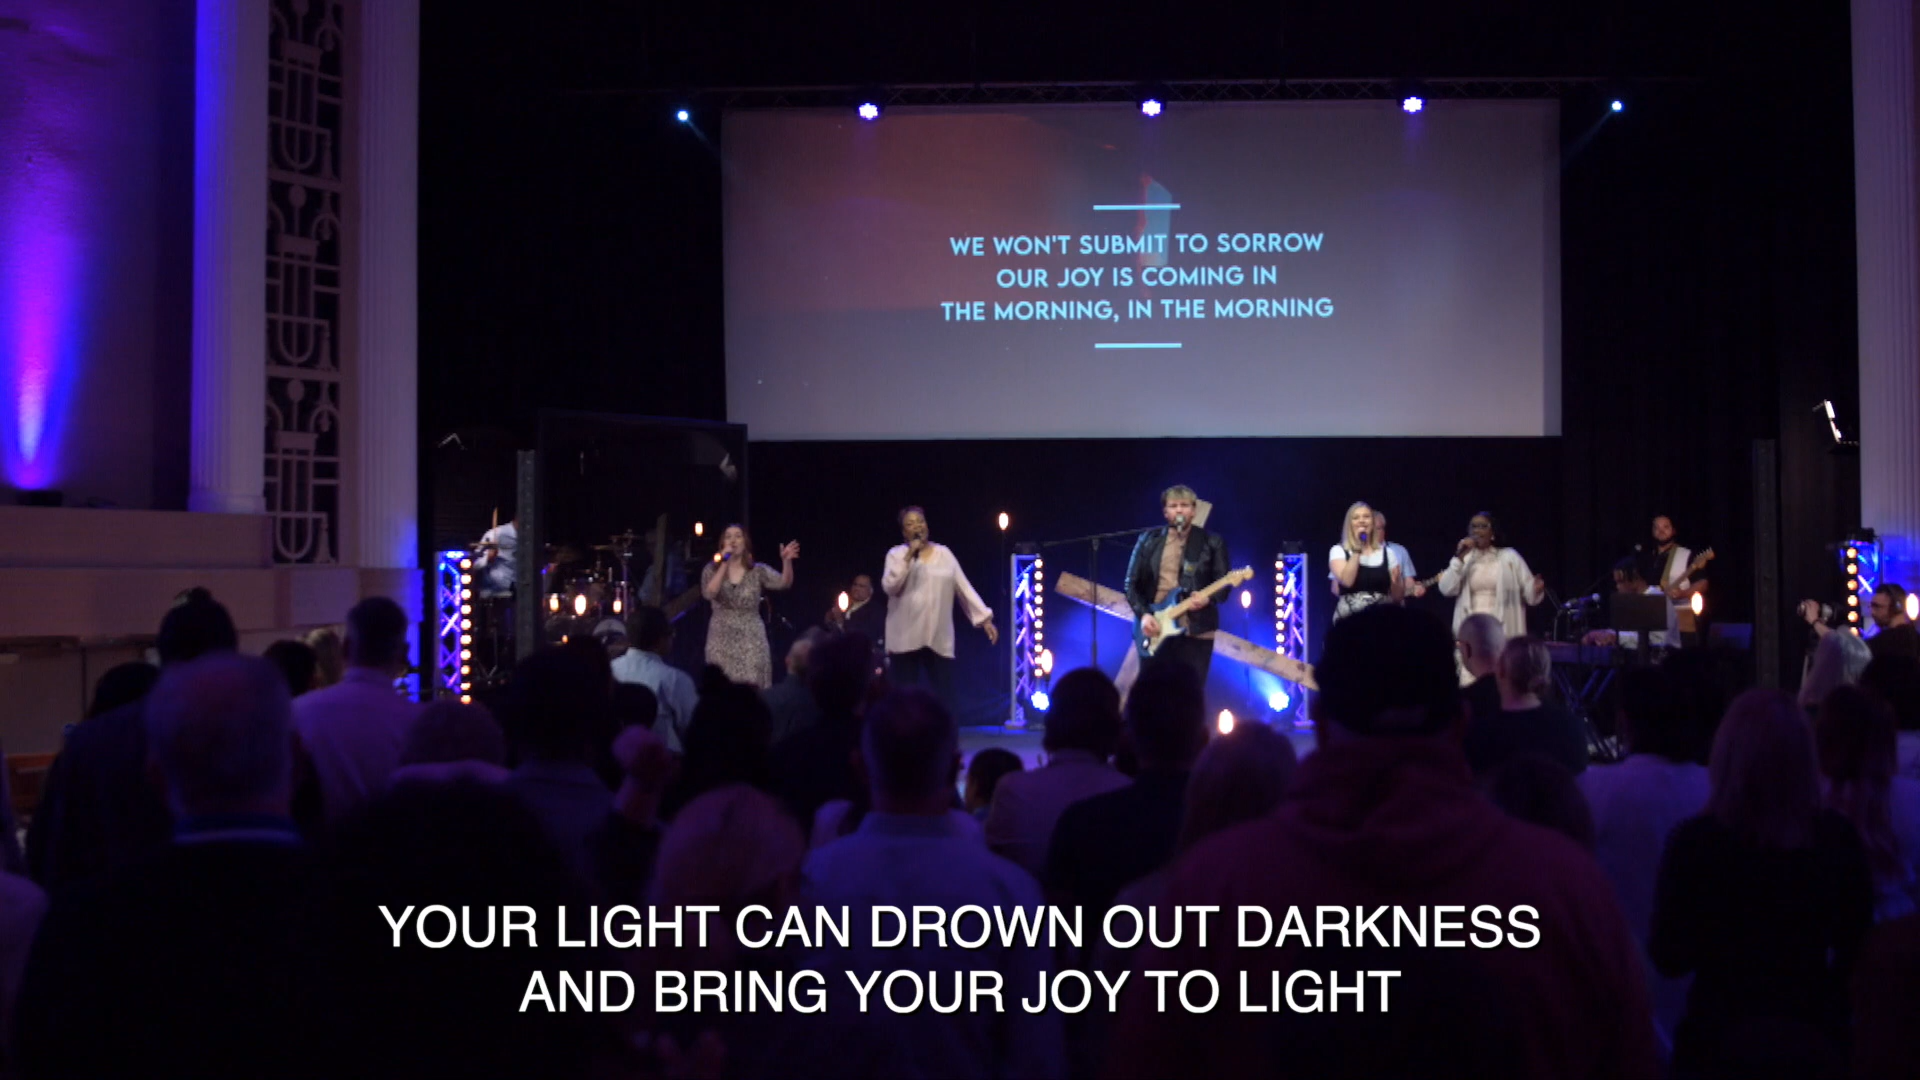 WE WON'T SUBMIT TO SORROW
OUR JOY IS COMING IN
THE MORNING, IN THE MORNING
YOUR LIGHT CAN DROWN OUT DARKNESS
AND BRING YOUR JOY TO LIGHT